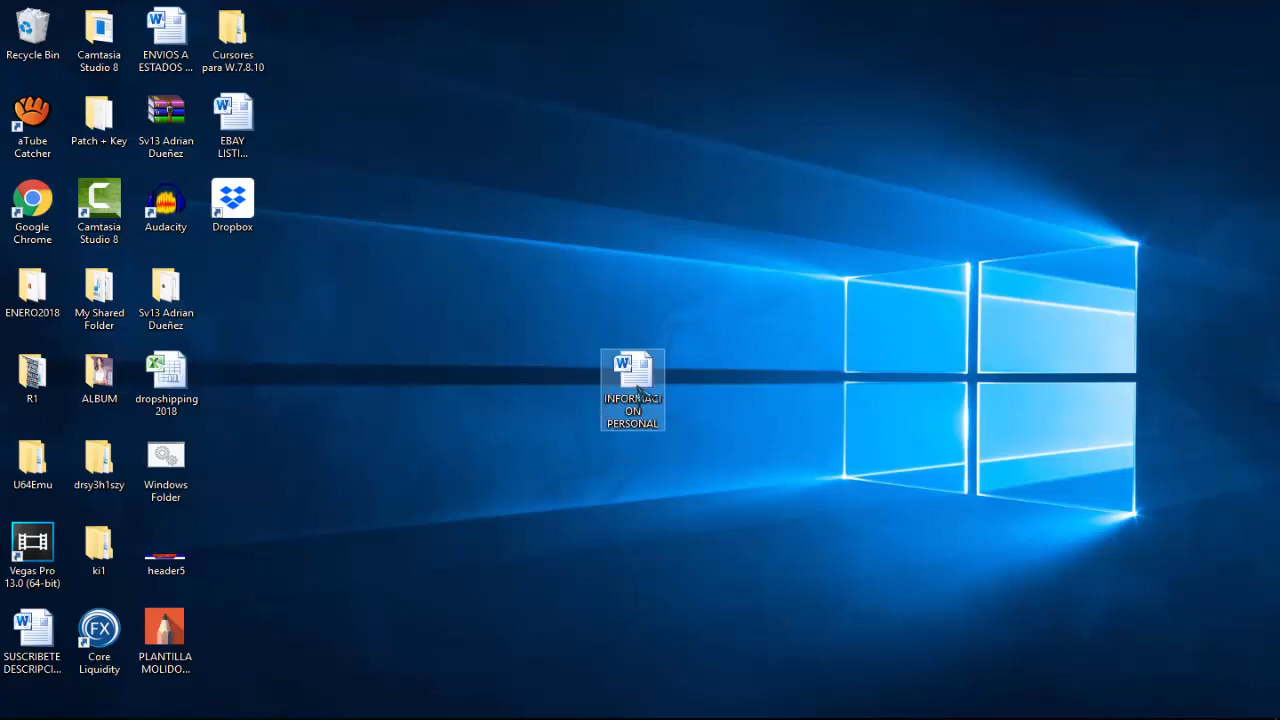 Recycle Bin
Camtasia
Studio 8
ENVIOS A
ESTADOS ...
Cursores
para W.7.8.10
aTube
Catcher
Patch + Key
Sv13 Adrian
Dueñez
EBAY
LISTI...
Google
Chrome
Camtasia
Studio 8
Audacity
Dropbox
ENERO2018
My Shared
Folder
Sv13 Adrian
Dueñez
R1
ALBUM
dropshipping
2018
INFORMACI
ON
PERSONAL
U64Emu
drsy3h1szy
Windows
Folder
Vegas Pro
13.0 (64-bit)
ki1
header5
SUSCRIBETE
DESCRIPCI...
Core
Liquidity
PLANTILLA
MOLIDO...